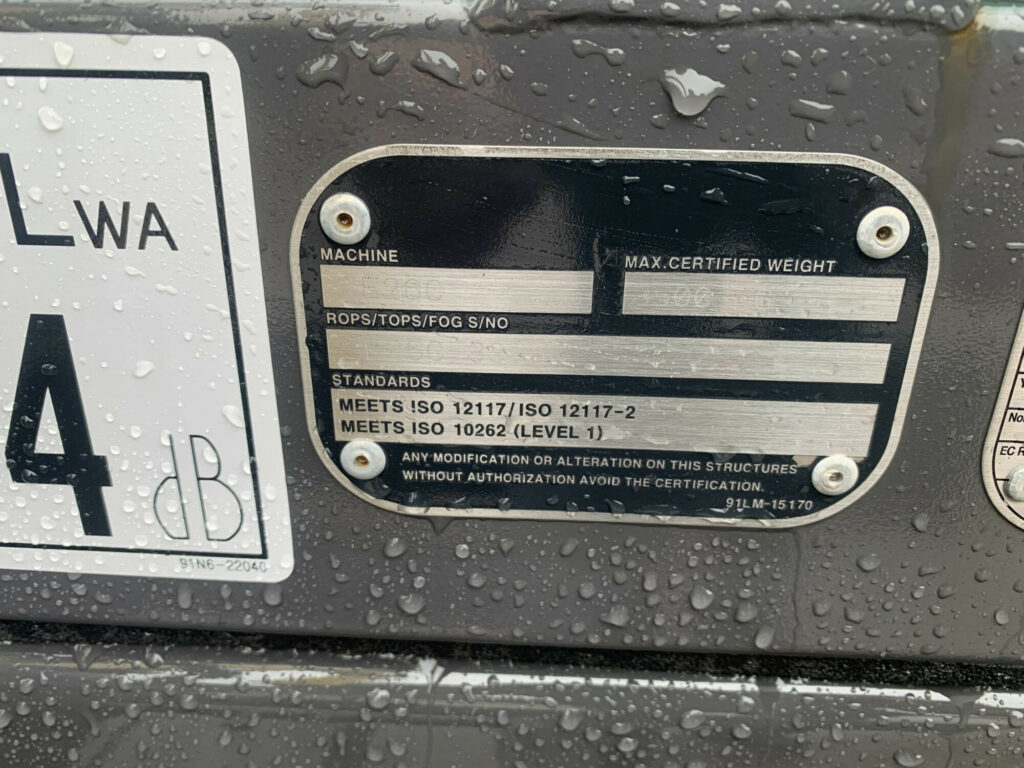 LWA
4
dB
91N6-22040
MACHINE
MAX.CERTIFIED WEIGHT
ROPS/TOPS/FOG S/NO
STANDARDS
MEETS ISO 12117/ISO 12117-2
MEETS ISO 10262 (LEVEL 1)
ANY MODIFICATION OR ALTERATION ON THIS STRUCTURES
WITHOUT AUTHORIZATION AVOID THE CERTIFICATION.
91LM-15170
EC R